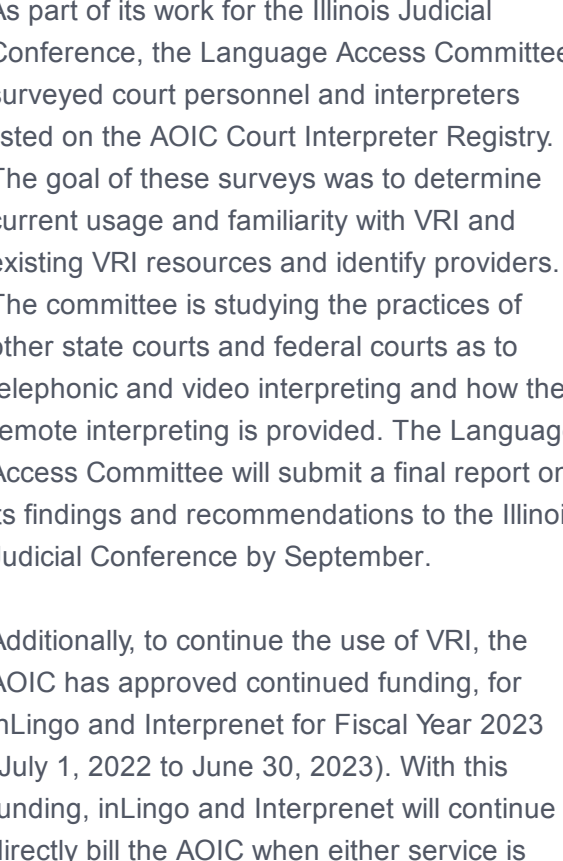 As part of its work for the Illinois Judicial
Conference, the Language Access Committee
surveyed court personnel and interpreters
listed on the AOIC Court Interpreter Registry.
The goal of these surveys was to determine
current usage and familiarity with VRI and
existing VRI resources and identify providers.
The committee is studying the practices of
other state courts and federal courts as to
telephonic and video interpreting and how the
remote interpreting is provided. The Language
Access Committee will submit a final report on
its findings and recommendations to the Illinois
Judicial Conference by September.
Additionally, to continue the use of VRI, the
AOIC has approved continued funding, for
inLingo and Interprenet for Fiscal Year 2023
(July 1, 2022 to June 30, 2023). With this
funding, inLingo and Interprenet will continue
directly bill the AOIC when either service is